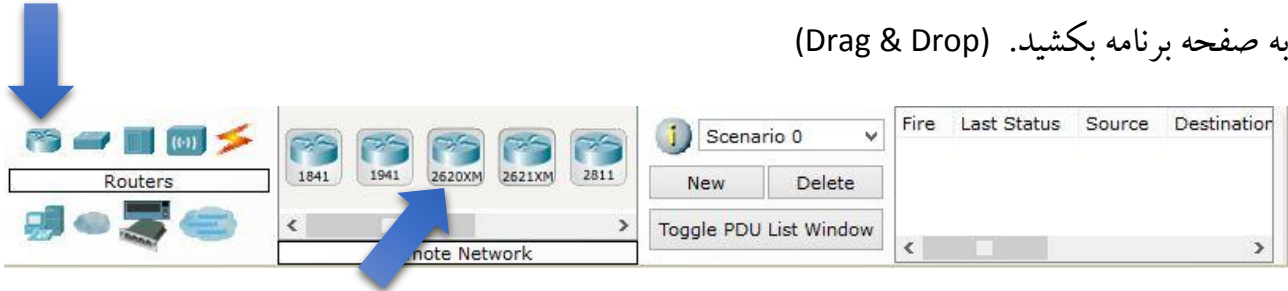 به صفحه برنامه بکشید. (Drag & Drop)
Fire Last Status Source Destination
Scenario 0
1841 1941 2620XM 2621XM 2811
Routers
New Delete
Toggle PDU List Window
Network